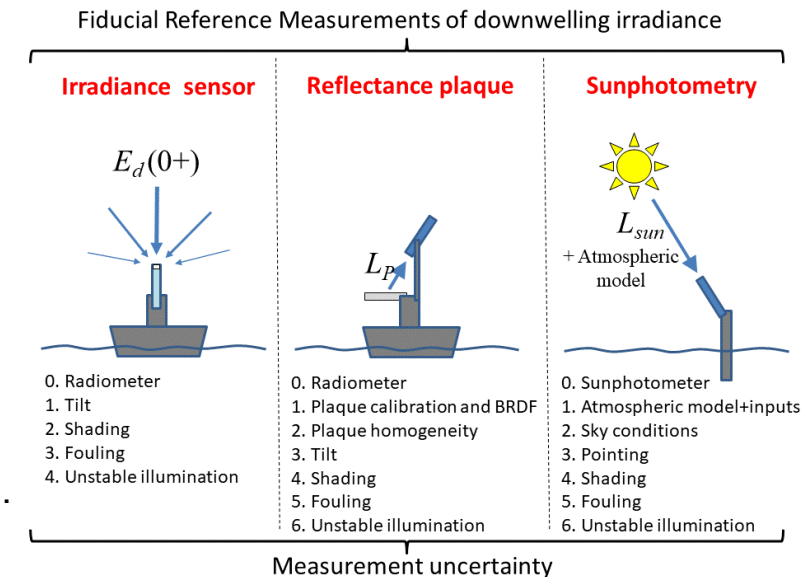 Fiducial Reference Measurements of downwelling irradiance
Irradiance sensor
E_d(0+)
0. Radiometer
1. Tilt
2. Shading
3. Fouling
4. Unstable illumination
Reflectance plaque
L_P
0. Radiometer
1. Plaque calibration and BRDF
2. Plaque homogeneity
3. Tilt
4. Shading
5. Fouling
6. Unstable illumination
Sunphotometry
L_sun
+ Atmospheric
model
0. Sunphotometer
1. Atmospheric model+inputs
2. Sky conditions
3. Pointing
4. Shading
5. Fouling
6. Unstable illumination
.
Measurement uncertainty